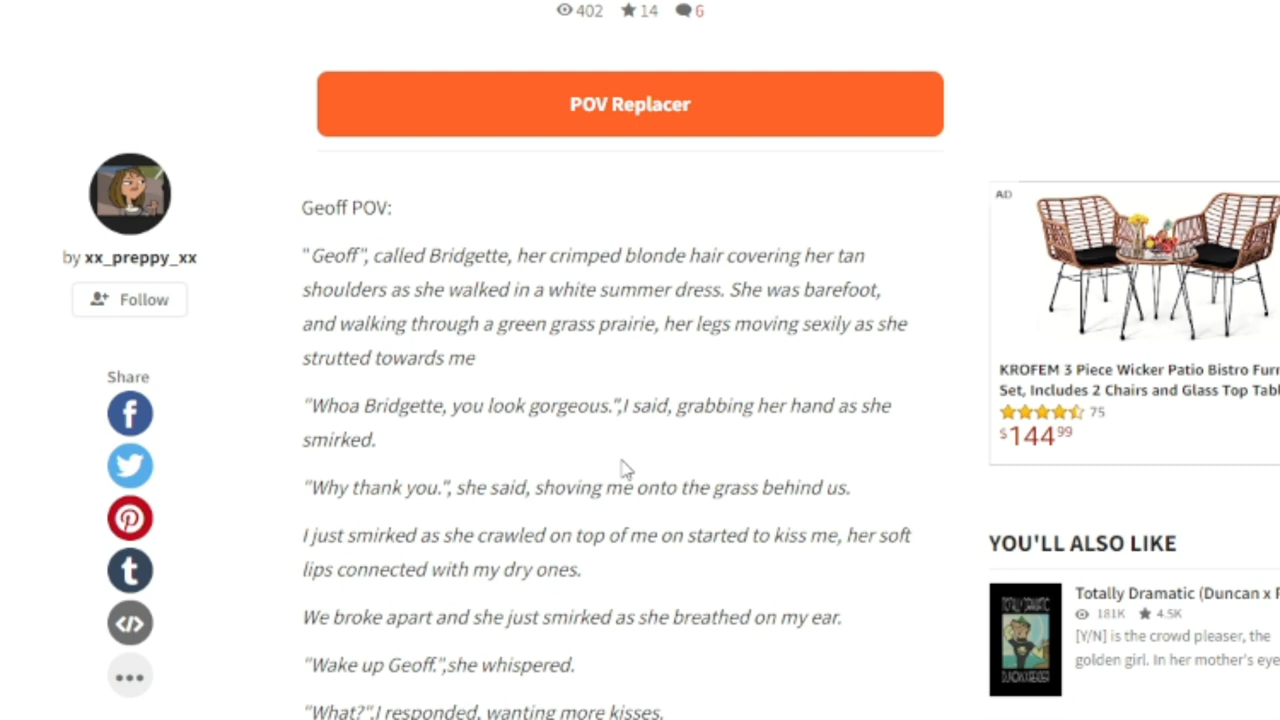 402 14 6
POV Replacer
by xx_preppy_xx
Follow
Share
Geoff POV:
" Geoff", called Bridgette, her crimped blonde hair covering her tan
shoulders as she walked in a white summer dress. She was barefoot,
and walking through a green grass prairie, her legs moving sexily as she
strutted towards me
"Whoa Bridgette, you look gorgeous.",I said, grabbing her hand as she
smirked.
"Why thank you.", she said, shoving me onto the grass behind us.
I just smirked as she crawled on top of me on started to kiss me, her soft
lips connected with my dry ones.
We broke apart and she just smirked as she breathed on my ear.
"Wake up Geoff.",she whispered.
"What?",I responded, wanting more kisses.
AD
KROFEM 3 Piece Wicker Patio Bistro Furn
Set, Includes 2 Chairs and Glass Top Tabl
75
$14499
YOU'LL ALSO LIKE
Totally Dramatic (Duncan x F
181K 4.5K
[Y/N] is the crowd pleaser, the
golden girl. In her mother's eye